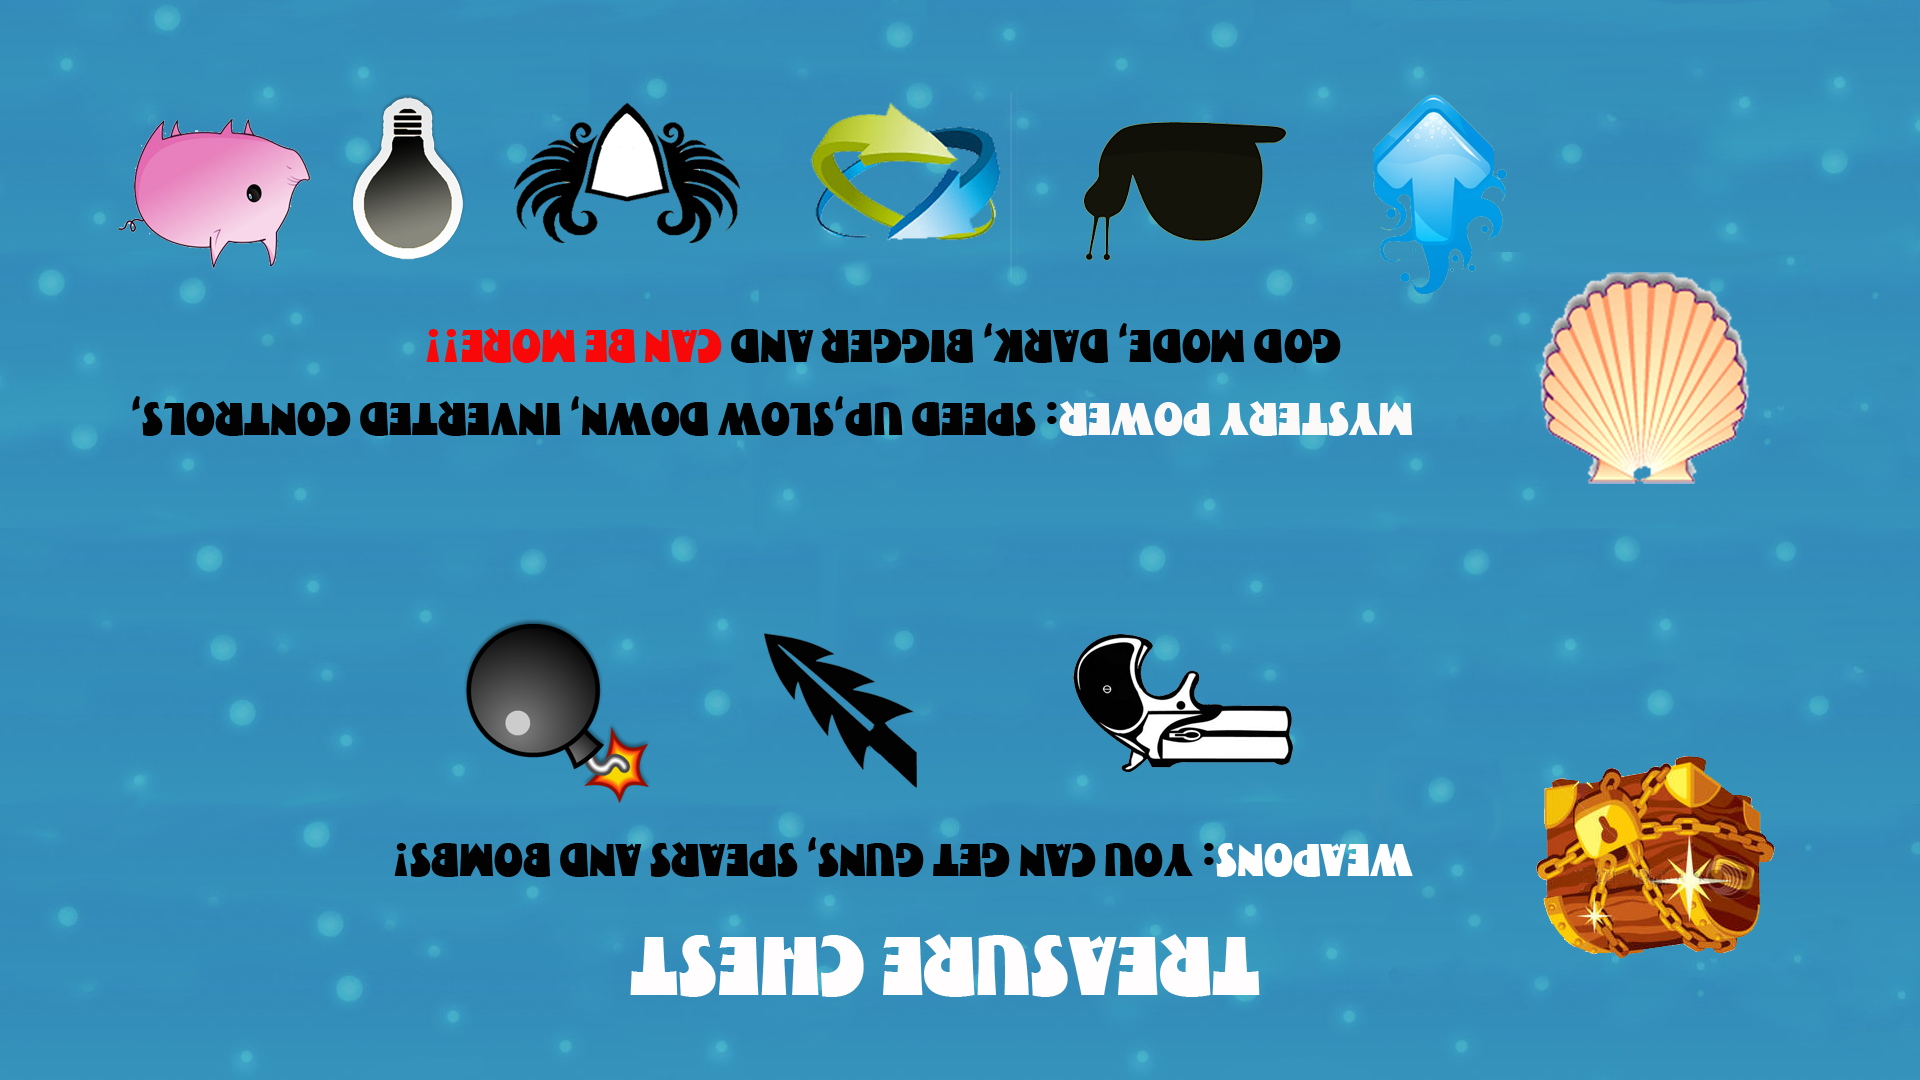 TREASURE CHEST
WEAPONS: YOU CAN GET GUNS, SPEARS AND BOMBS!
MYSTERY POWER: SPEED UP,SLOW DOWN, INVERTED CONTROLS,
GOD MODE, DARK, BIGGER AND CAN BE MORE!!